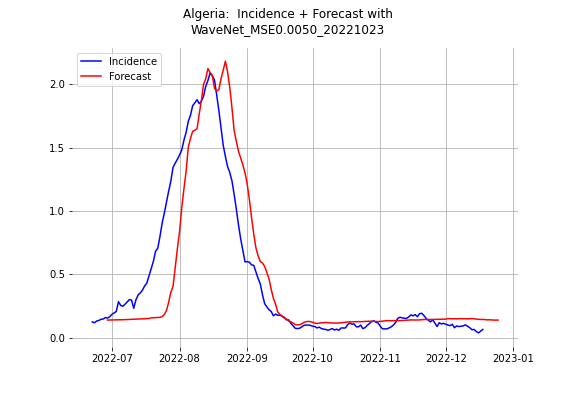 Algeria:  Incidence + Forecast with
WaveNet_MSE0.0050_20221023
Incidence
Forecast
2.0
1.5
1.0
0.5
0.0
2022-07 2022-08 2022-09 2022-10 2022-11 2022-12 2023-01